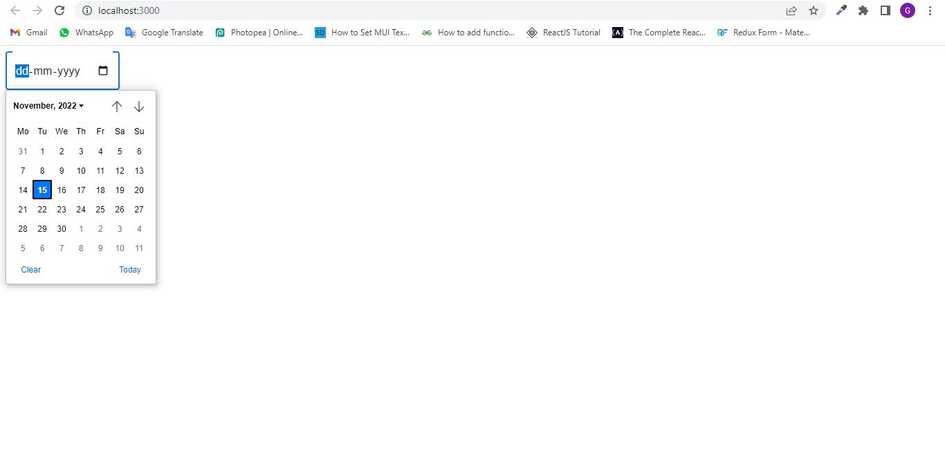 localhost:3000
G
Gmail WhatsApp Google Translate Photopea | Online... How to Set MUI Tex... How to add functio... ReactJS Tutorial {A} The Complete Reac... RF Redux Form - Mate...
dd-mm-yyyy
November, 2022
Mo Tu We Th Fr Sa Su
31 1 2 3 4 5 6
7 8 9 10 11 12 13
14 15 16 17 18 19 20
21 22 23 24 25 26 27
28 29 30 1 2 3 4
5 6 7 8 9 10 11
Clear Today